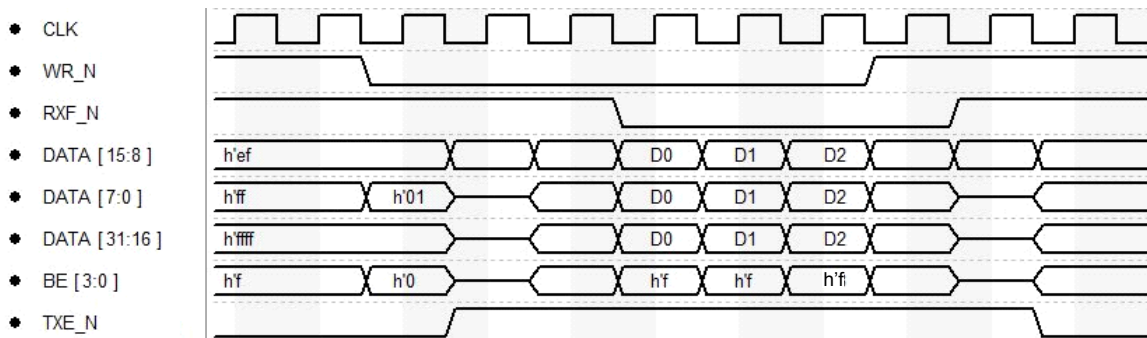 CLK
WR_N
RXF_N
DATA [ 15:8 ] h'ef D0 D1 D2
DATA [7:0 ] h'ff h'01 D0 D1 D2
DATA [31:16 ] h'ffff D0 D1 D2
BE [ 3:0 ] h'f h'0 h'f h'f h'f
TXE_N